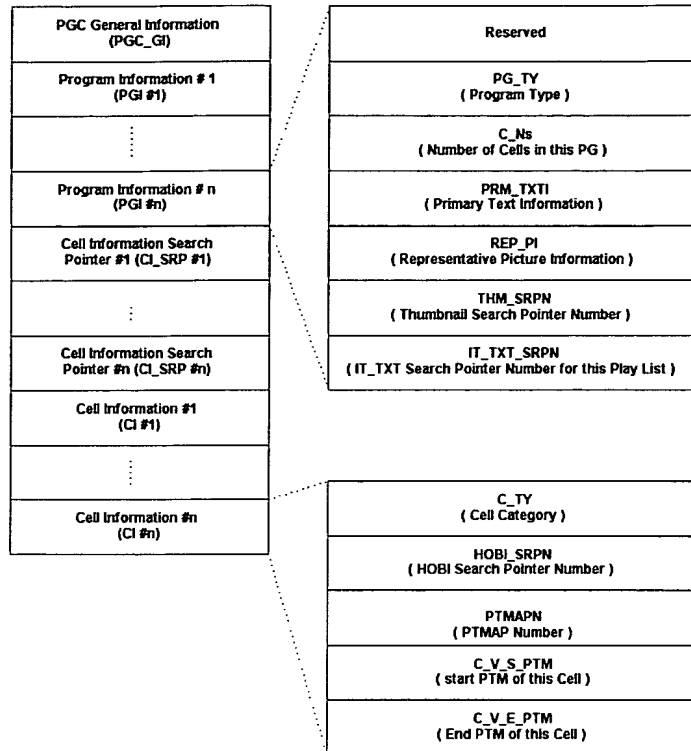 PGC General Information
(PGC_GI)
Program Information # 1
(PGI #1)
Program Information # n
(PGI #n)
Cell Information Search
Pointer #1 (CI_SRP #1)
Cell Information Search
Pointer #n (CI_SRP #n)
Cell Information #1
(CI #1)
Cell Information #n
(CI #n)
Reserved
PG_TY
( Program Type )
C_Ns
( Number of Cells in this PG )
PRM_TXTI
( Primary Text Information )
REP_PI
( Representative Picture Information )
THM_SRPN
( Thumbnail Search Pointer Number )
IT_TXT_SRPN
( IT_TXT Search Pointer Number for this Play List )
C_TY
( Cell Category )
HOBI_SRPN
( HOBI Search Pointer Number )
PTMAPN
( PTMAP Number )
C_V_S_PTM
( start PTM of this Cell )
C_V_E_PTM
( End PTM of this Cell )